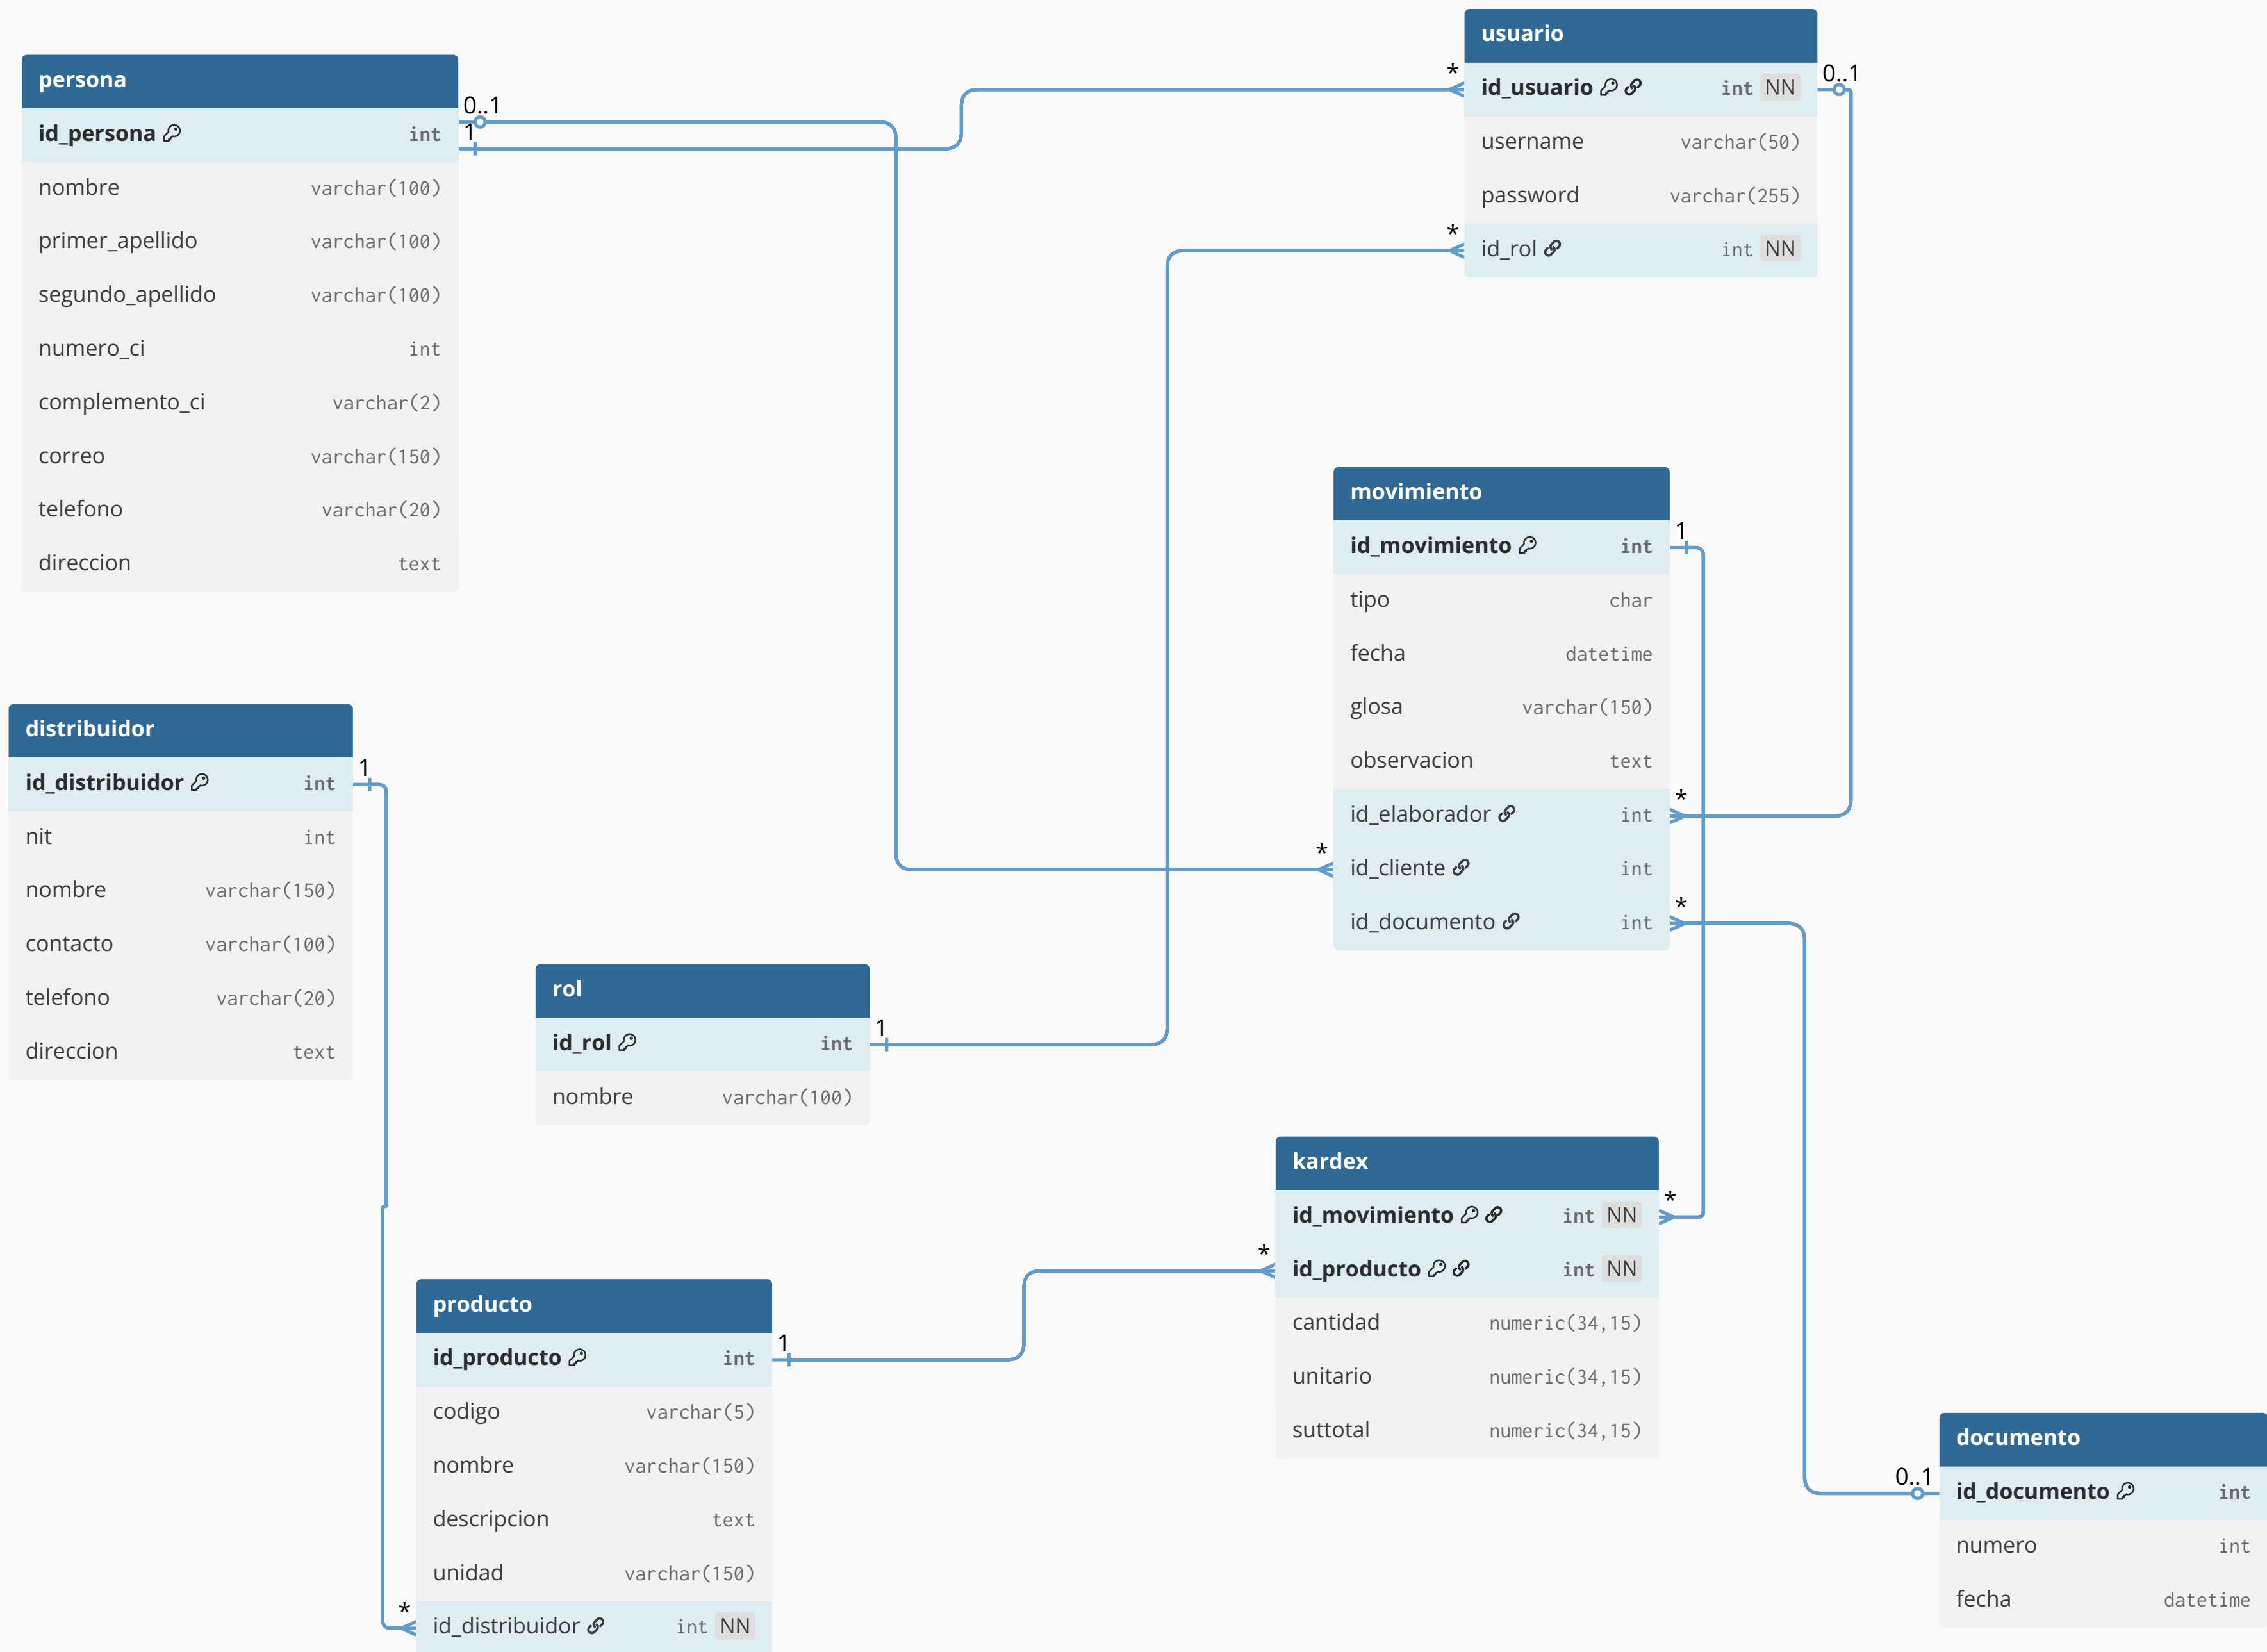 usuario
id_usuario int NN
username varchar(50)
password varchar(255)
id_rol int NN
*
*
0..1
persona
id_persona int
nombre varchar(100)
primer_apellido varchar(100)
segundo_apellido varchar(100)
numero_ci int
complemento_ci varchar(2)
correo varchar(150)
telefono varchar(20)
direccion text
0..1
1
movimiento
id_movimiento int
tipo char
fecha datetime
glosa varchar(150)
observacion text
id_elaborador int
id_cliente int
id_documento int
1
*
*
*
distribuidor
id_distribuidor int
nit int
nombre varchar(150)
contacto varchar(100)
telefono varchar(20)
direccion text
1
rol
id_rol int
nombre varchar(100)
1
kardex
id_movimiento int NN
id_producto int NN
cantidad numeric(34,15)
unitario numeric(34,15)
suttotal numeric(34,15)
*
*
producto
id_producto int
codigo varchar(5)
nombre varchar(150)
descripcion text
unidad varchar(150)
id_distribuidor int NN
1
*
documento
id_documento int
numero int
fecha datetime
0..1